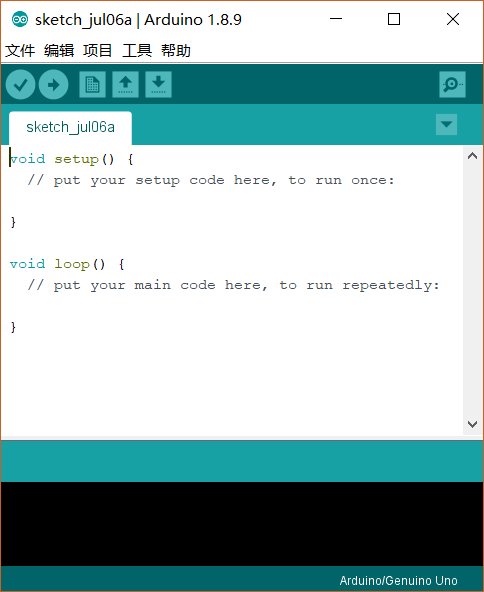 sketch_jul06a | Arduino 1.8.9
文件 编辑 项目 工具 帮助
sketch_jul06a
void setup() {
  // put your setup code here, to run once:
}
void loop() {
  // put your main code here, to run repeatedly:
}
Arduino/Genuino Uno